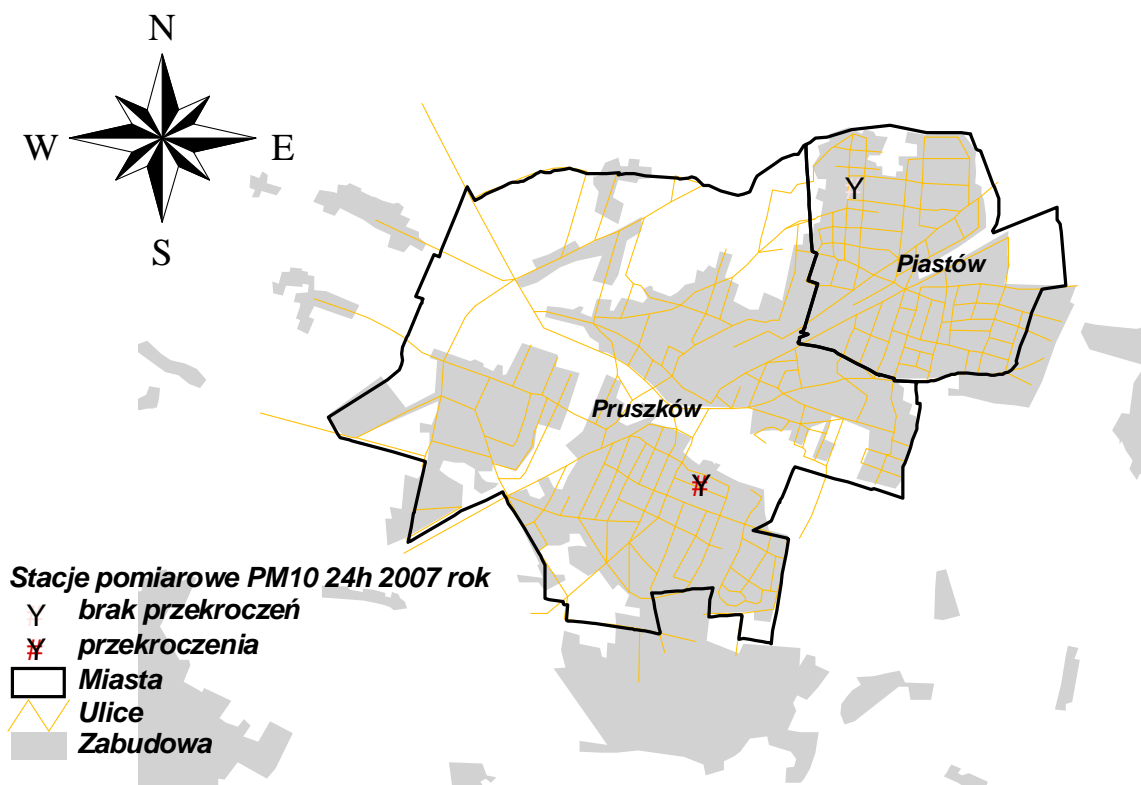 N
W
E
S
Piastów
Pruszków
Stacje pomiarowe PM10 24h 2007 rok
brak przekroczeń
przekroczenia
Miasta
Ulice
Zabudowa